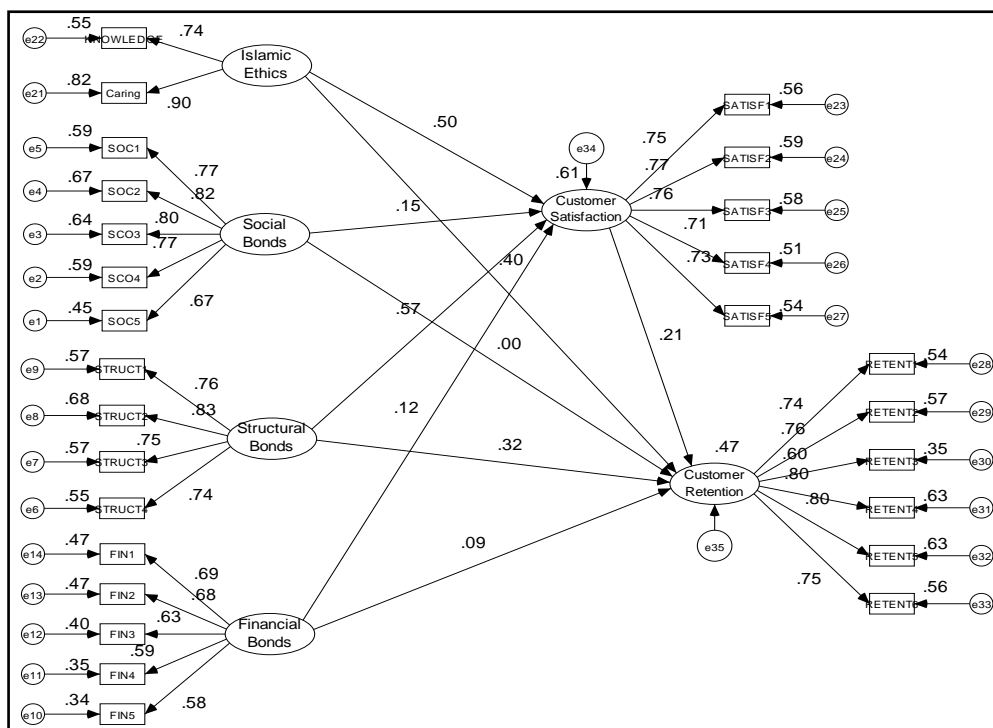 .55
e22
KNOWLEDGE
.74
Islamic
Ethics
.82
e21
Caring
.90
.59
e5
SOC1
.77
.67
e4
SOC2
.82
.64
e3
SCO3
.80
Social
Bonds
.59
e2
SCO4
.77
.45
e1
SOC5
.67
.57
e9
STRUCT1
.76
.68
e8
STRUCT2
.83
Structural
Bonds
.57
e7
STRUCT3
.75
.55
e6
STRUCT4
.74
.47
e14
FIN1
.69
.47
e13
FIN2
.68
.40
e12
FIN3
.63
Financial
Bonds
.35
e11
FIN4
.59
.34
e10
FIN5
.58
.50
.15
.40
.57
.00
.12
.32
.09
.21
e34
.61
Customer
Satisfaction
.75
SATISF1
.56
e23
.77
SATISF2
.59
e24
.76
SATISF3
.58
e25
.71
SATISF4
.51
e26
.73
SATISF5
.54
e27
.47
Customer
Retention
e35
.74
RETENT1
.54
e28
.76
RETENT2
.57
e29
.60
RETENT3
.35
e30
.80
RETENT4
.63
e31
.80
RETENT5
.63
e32
.75
RETENT6
.56
e33